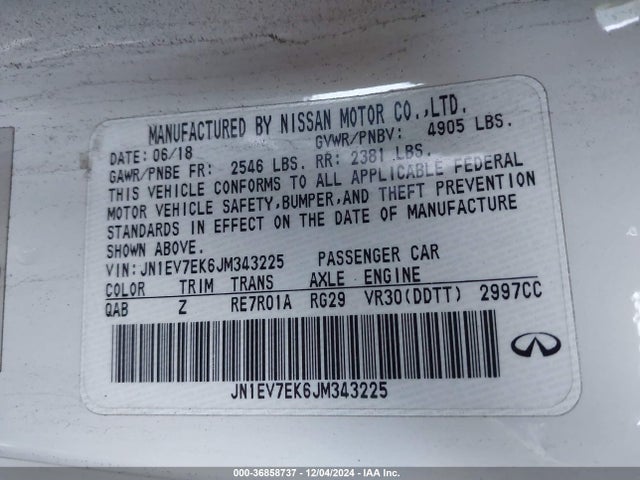 MANUFACTURED BY NISSAN MOTOR CO.,LTD.
DATE: 06/18 GVWR/PNBV: 4905 LBS.
GAWR/PNBE FR: 2546 LBS. RR: 2381 LBS.
THIS VEHICLE CONFORMS TO ALL APPLICABLE FEDERAL
MOTOR VEHICLE SAFETY,BUMPER,AND THEFT PREVENTION
STANDARDS IN EFFECT ON THE DATE OF MANUFACTURE
SHOWN ABOVE.
VIN:JN1EV7EK6JM343225 PASSENGER CAR
COLOR TRIM TRANS AXLE ENGINE
QAB Z RE7R01A RG29 VR30(DDTT) 2997CC
JN1EV7EK6JM343225
000-36858737 - 12/04/2024 - IAA Inc.